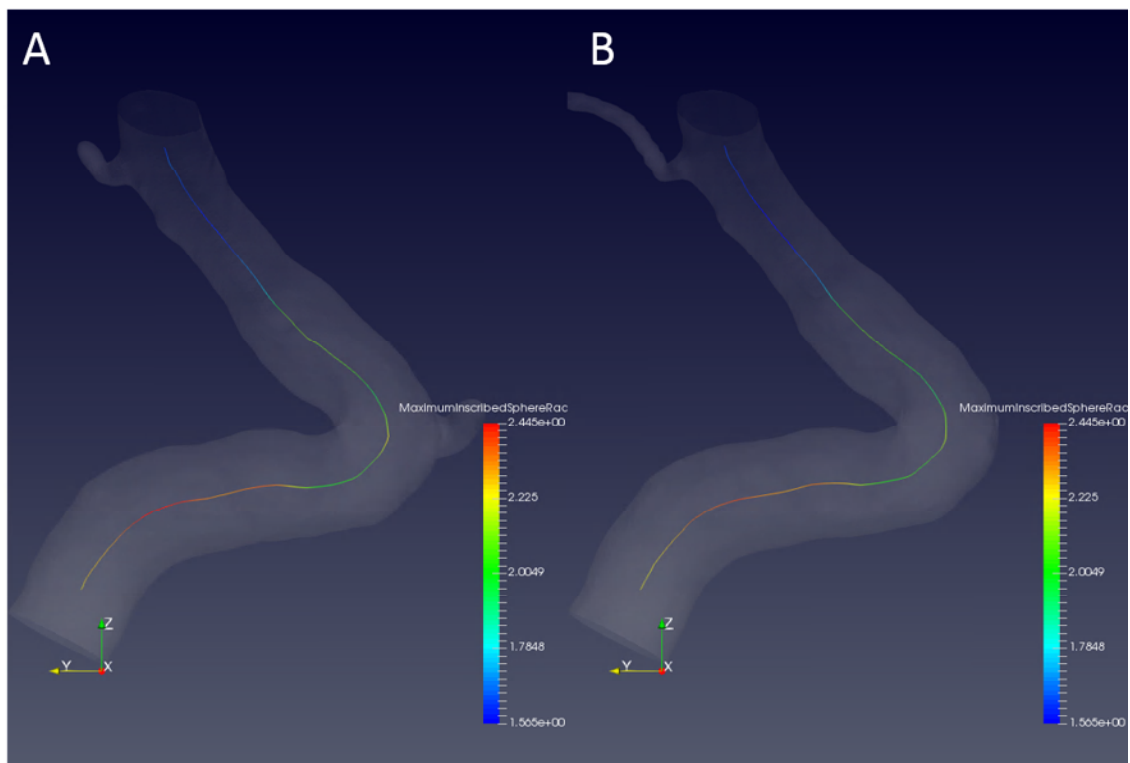 A
B
MaximumInscribedSphereRac
2.445e+00
2.225
2.0049
1.7848
1.565e+00
Z
Y
X
MaximumInscribedSphereRac
2.445e+00
2.225
2.0049
1.7848
1.565e+00
Z
Y
X